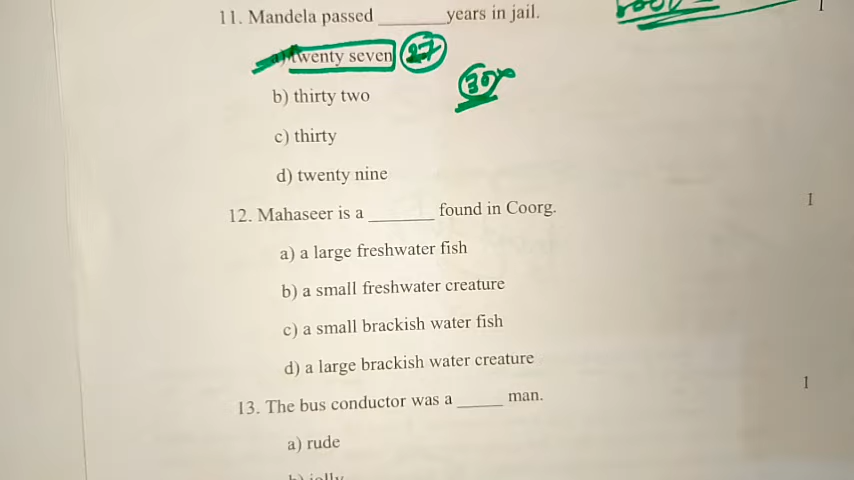 11. Mandela passed _______years in jail.
a) twenty seven 27
b) thirty two
30
c) thirty
d) twenty nine
12. Mahaseer is a _______ found in Coorg.
I
a) a large freshwater fish
b) a small freshwater creature
c) a small brackish water fish
d) a large brackish water creature
13. The bus conductor was a _____ man.
I
a) rude
b) jolly